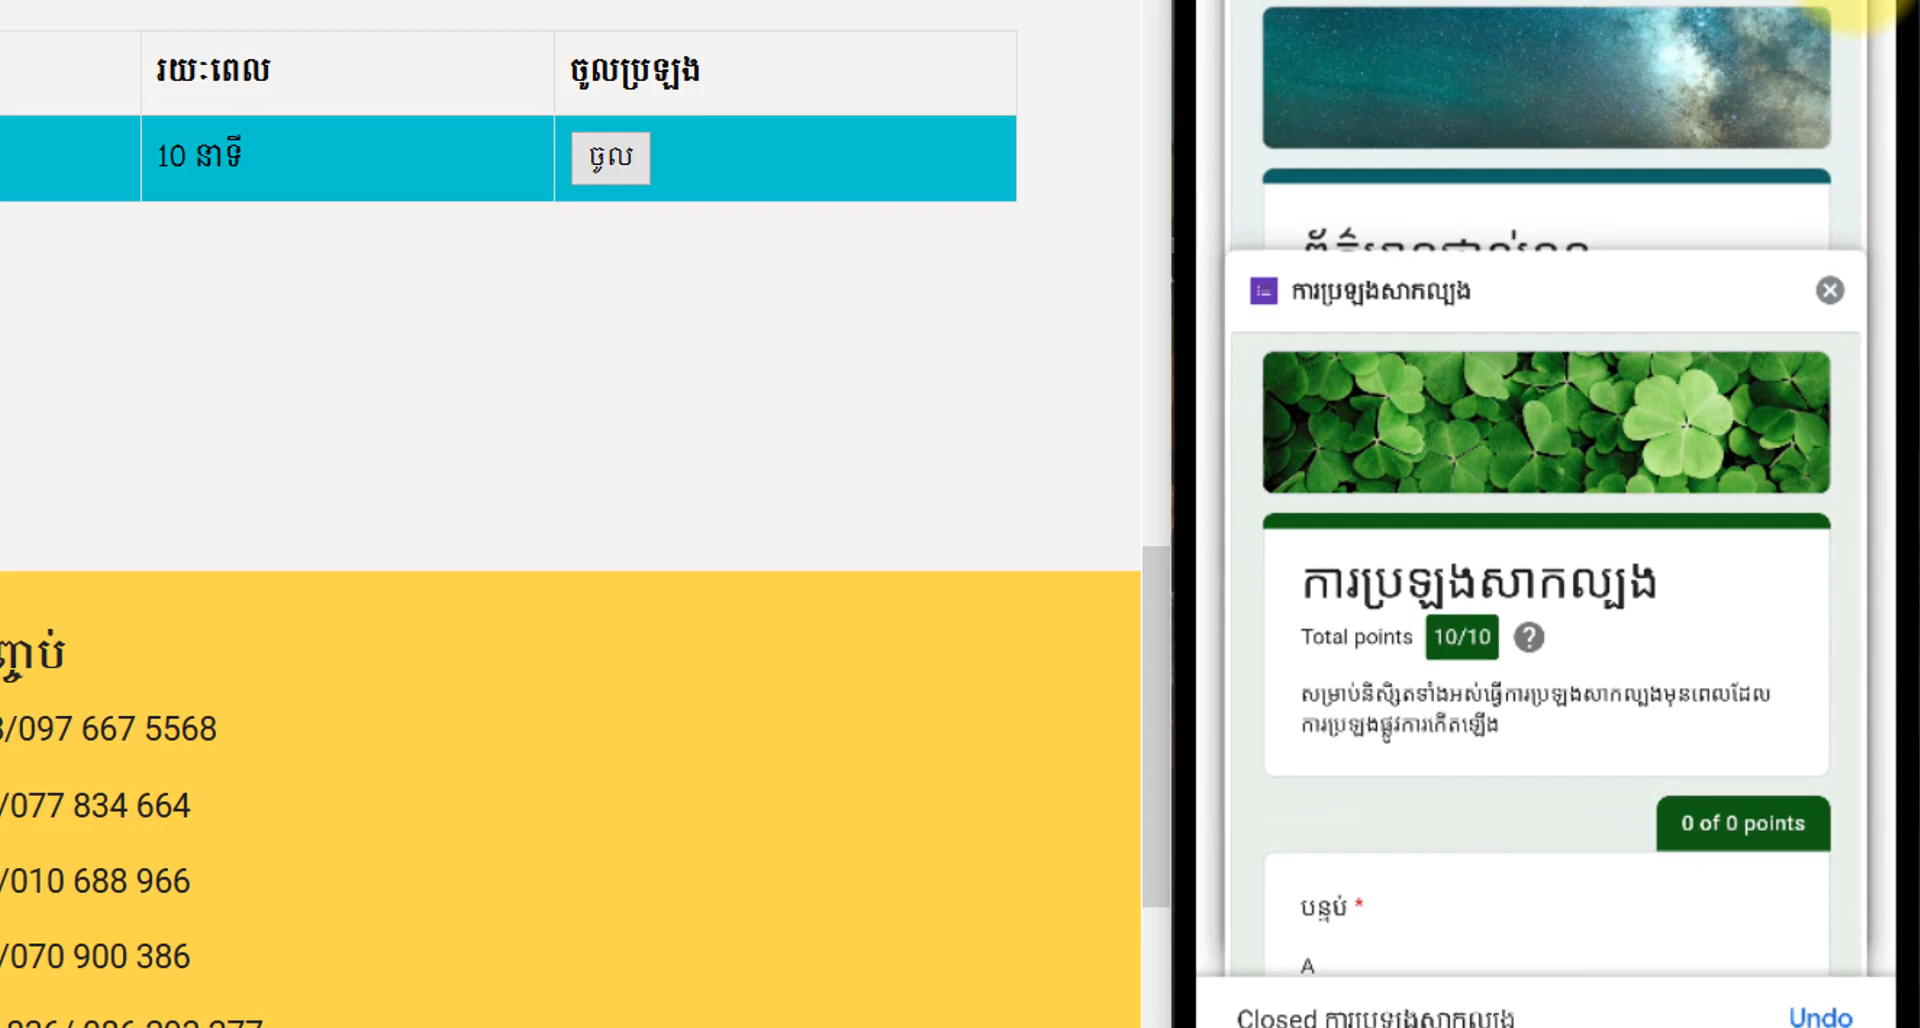 រយៈពេល
ចូលប្រឡង
10 នាទី
ចូល
/097 667 5568
/077 834 664
/010 688 966
/070 900 386
ការប្រឡងសាកល្បង
ការប្រឡងសាកល្បង
Total points 10/10
សម្រាប់និស្សិតទាំងអស់ធ្វើការប្រឡងសាកល្បងមុនពេលដែល
ការប្រឡងផ្លូវការកើតឡើង
0 of 0 points
បន្ទប់ *
A
Closed ការប្រឡងសាកល្បង
Undo